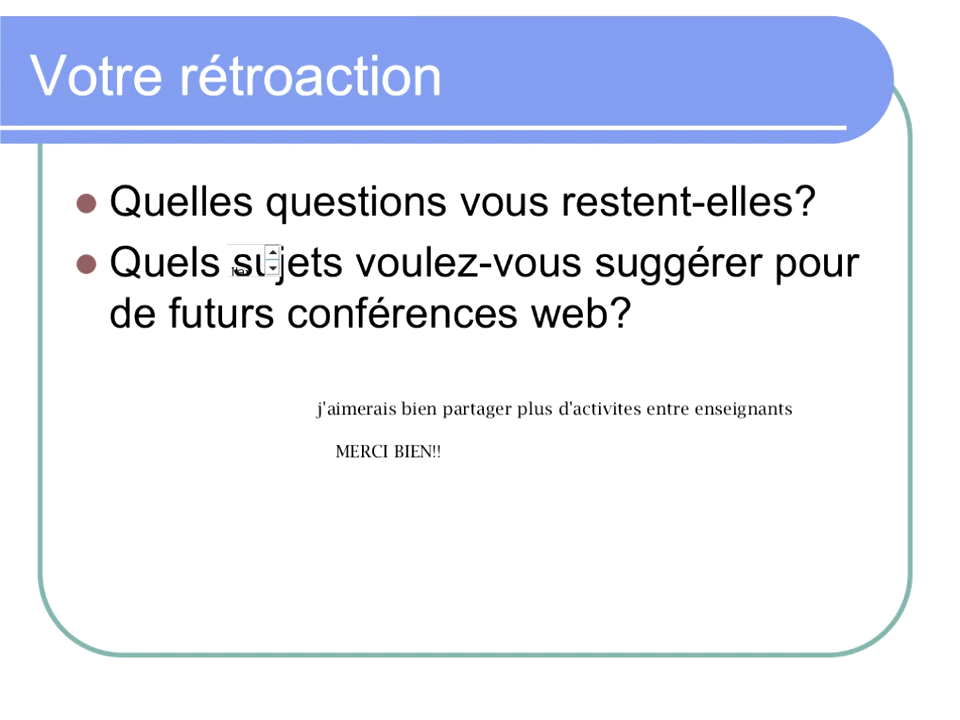 Votre rétroaction
Quelles questions vous restent-elles?
Quels sujets voulez-vous suggérer pour
de futurs conférences web?
j'aimerais bien partager plus d'activites entre enseignants
MERCI BIEN!!